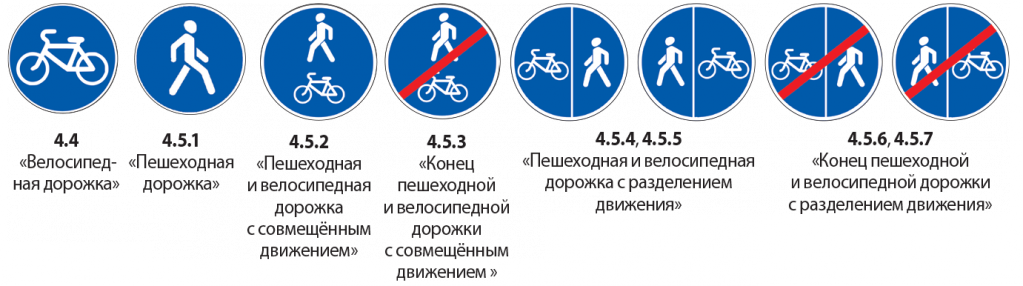 4.4
«Велосипед-
ная дорожка»
4.5.1
«Пешеходная
дорожка»
4.5.2
«Пешеходная
и велосипедная
дорожка
с совмещённым
движением»
4.5.3
«Конец
пешеходной
и велосипедной
дорожки
с совмещённым
движением »
4.5.4, 4.5.5
«Пешеходная и велосипедная
дорожка с разделением
движения»
4.5.6, 4.5.7
«Конец пешеходной
и велосипедной дорожки
с разделением движения»